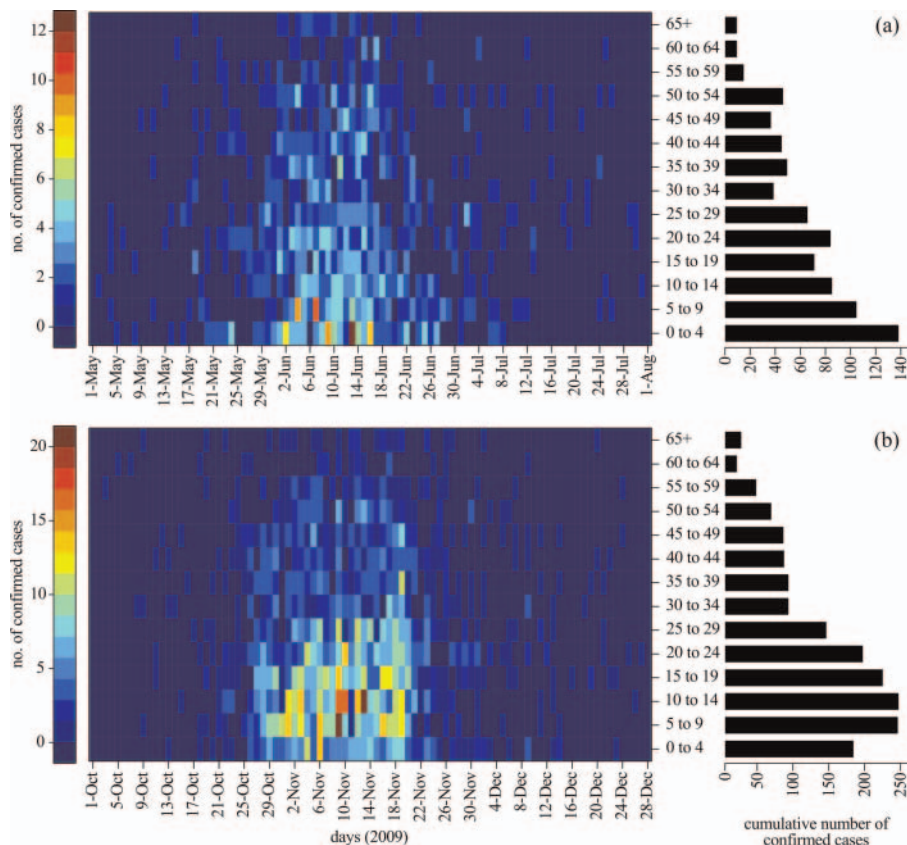 (a)
no. of confirmed cases
12
10
8
6
4
2
0
65+
60 to 64
55 to 59
50 to 54
45 to 49
40 to 44
35 to 39
30 to 34
25 to 29
20 to 24
15 to 19
10 to 14
5 to 9
0 to 4
1-May
5-May
9-May
13-May
17-May
21-May
25-May
29-May
2-Jun
6-Jun
10-Jun
14-Jun
18-Jun
22-Jun
26-Jun
30-Jun
4-Jul
8-Jul
12-Jul
16-Jul
20-Jul
24-Jul
28-Jul
1-Aug
0 20 40 60 80 100 120 140
(b)
no. of confirmed cases
20
15
10
5
0
65+
60 to 64
55 to 59
50 to 54
45 to 49
40 to 44
35 to 39
30 to 34
25 to 29
20 to 24
15 to 19
10 to 14
5 to 9
0 to 4
1-Oct
5-Oct
9-Oct
13-Oct
17-Oct
21-Oct
25-Oct
29-Oct
2-Nov
6-Nov
10-Nov
14-Nov
18-Nov
22-Nov
26-Nov
30-Nov
4-Dec
8-Dec
12-Dec
16-Dec
20-Dec
24-Dec
28-Dec
days (2009)
0 50 100 150 200 250
cumulative number of
confirmed cases